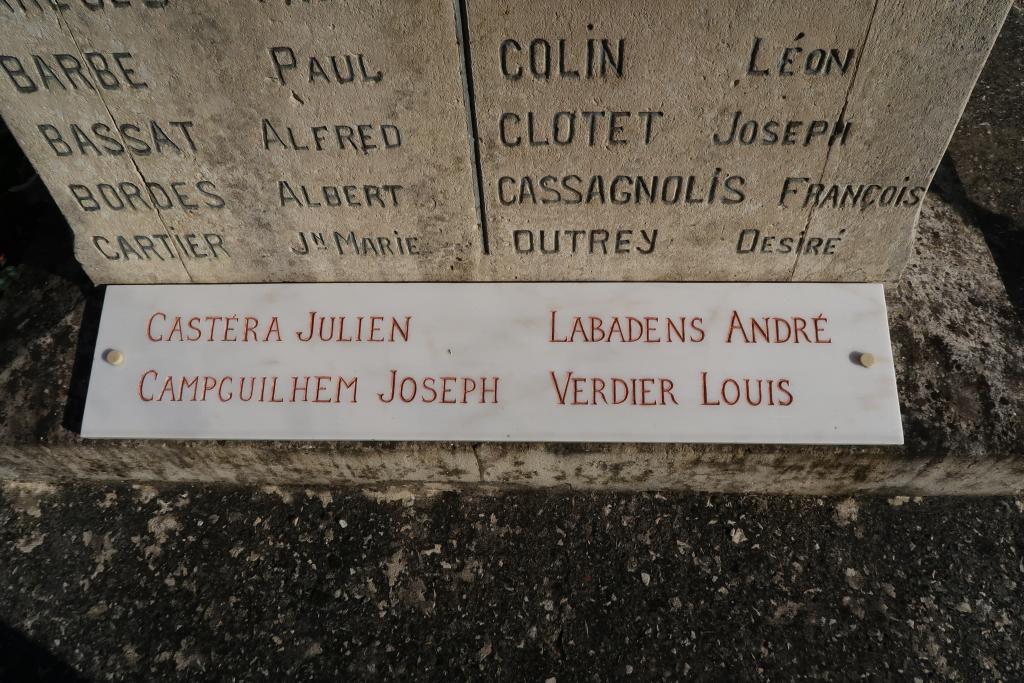 BARBE PAUL COLIN LÉON
BASSAT ALFRED CLOTET JOSEPH
BORDES ALBERT CASSAGNOLIS FRANÇOIS
CARTIER JN MARIE DUTREY DESIRÉ
CASTÉRA JULIEN LABADENS ANDRÉ
CAMPGUILHEM JOSEPH VERDIER LOUIS